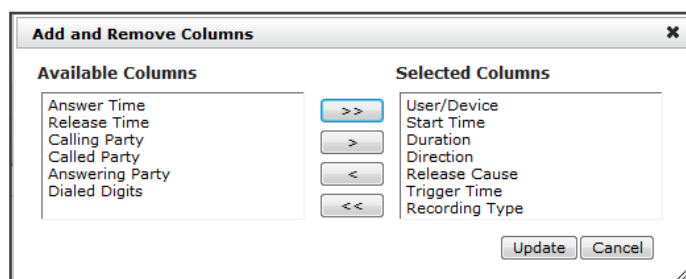 Add and Remove Columns ✖
Available Columns
Selected Columns
Answer Time
Release Time
Calling Party
Called Party
Answering Party
Dialed Digits
>>
>
<
<<
User/Device
Start Time
Duration
Direction
Release Cause
Trigger Time
Recording Type
Update Cancel